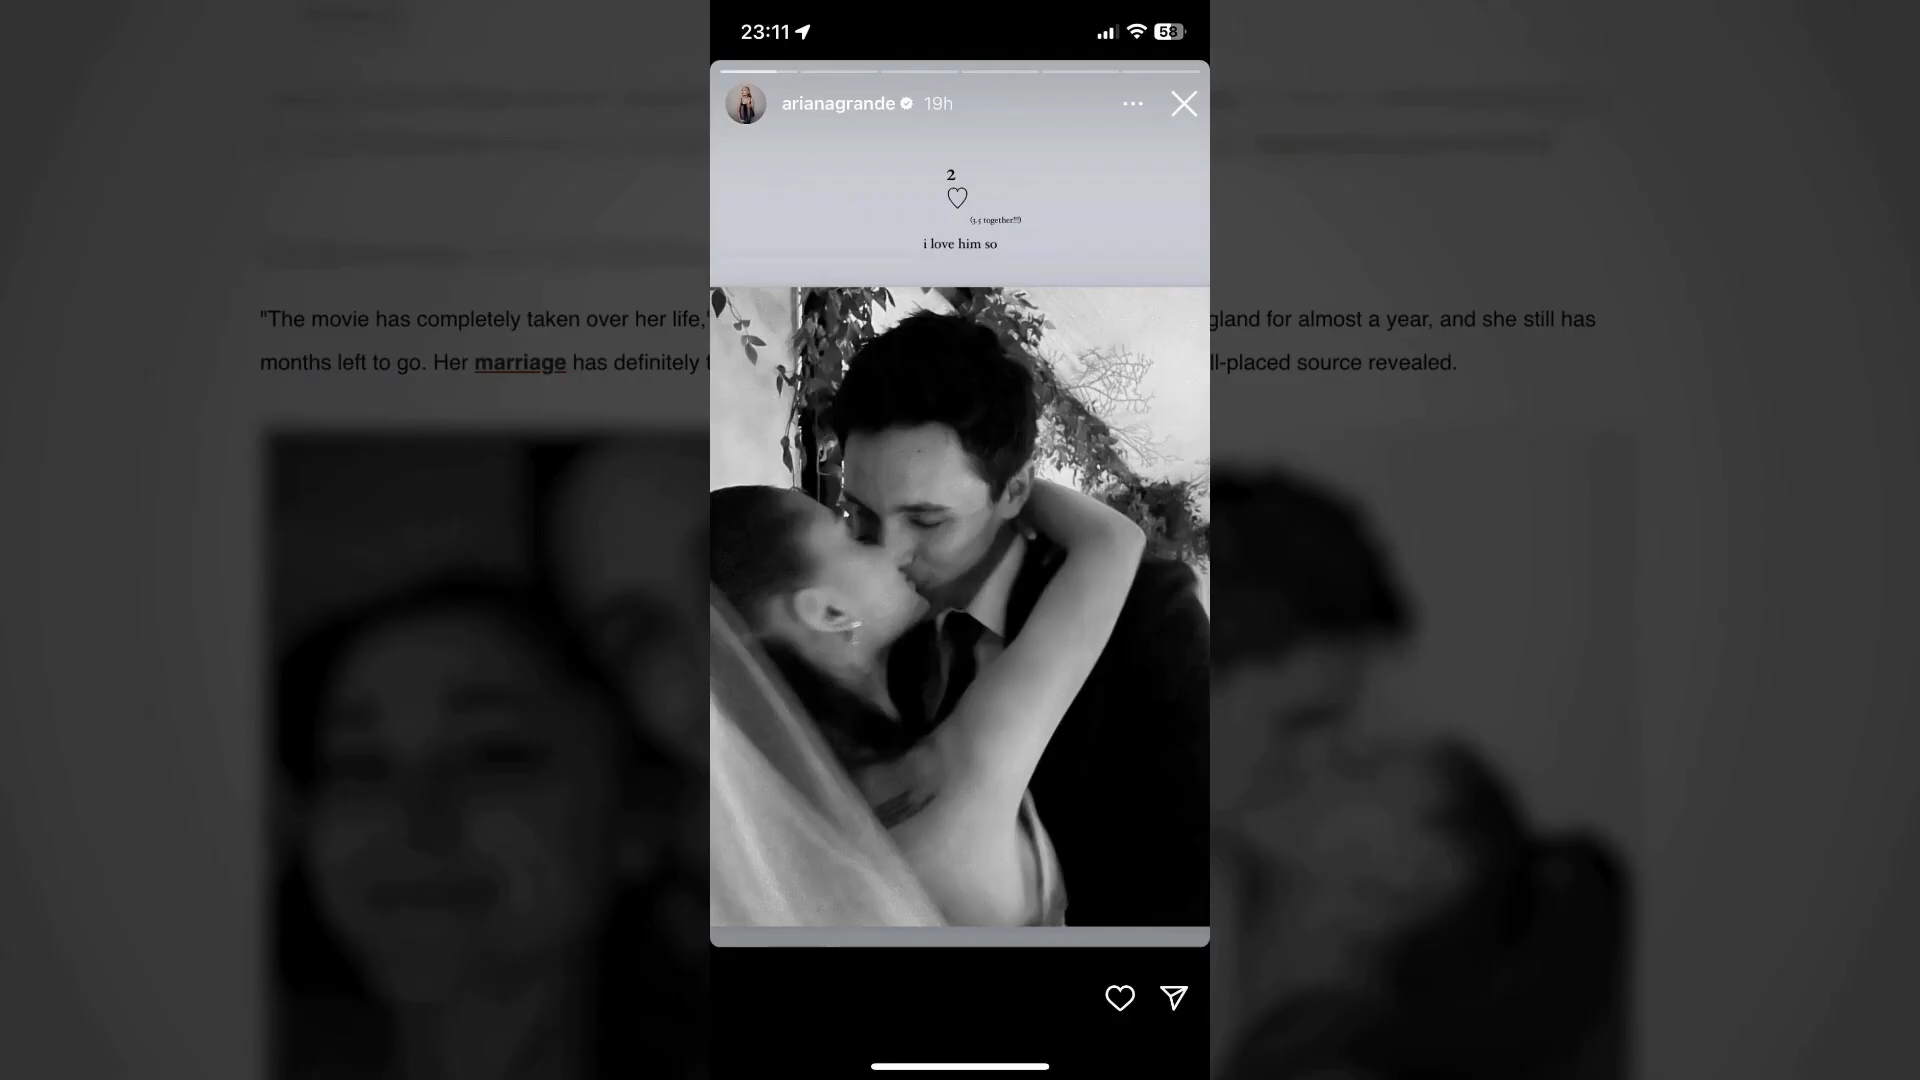 23:11
58
arianagrande 19h
2
(3.5 together!!!)
i love him so
"The movie has completely taken over her life,"
gland for almost a year, and she still has
months left to go. Her marriage has definitely t
ll-placed source revealed.